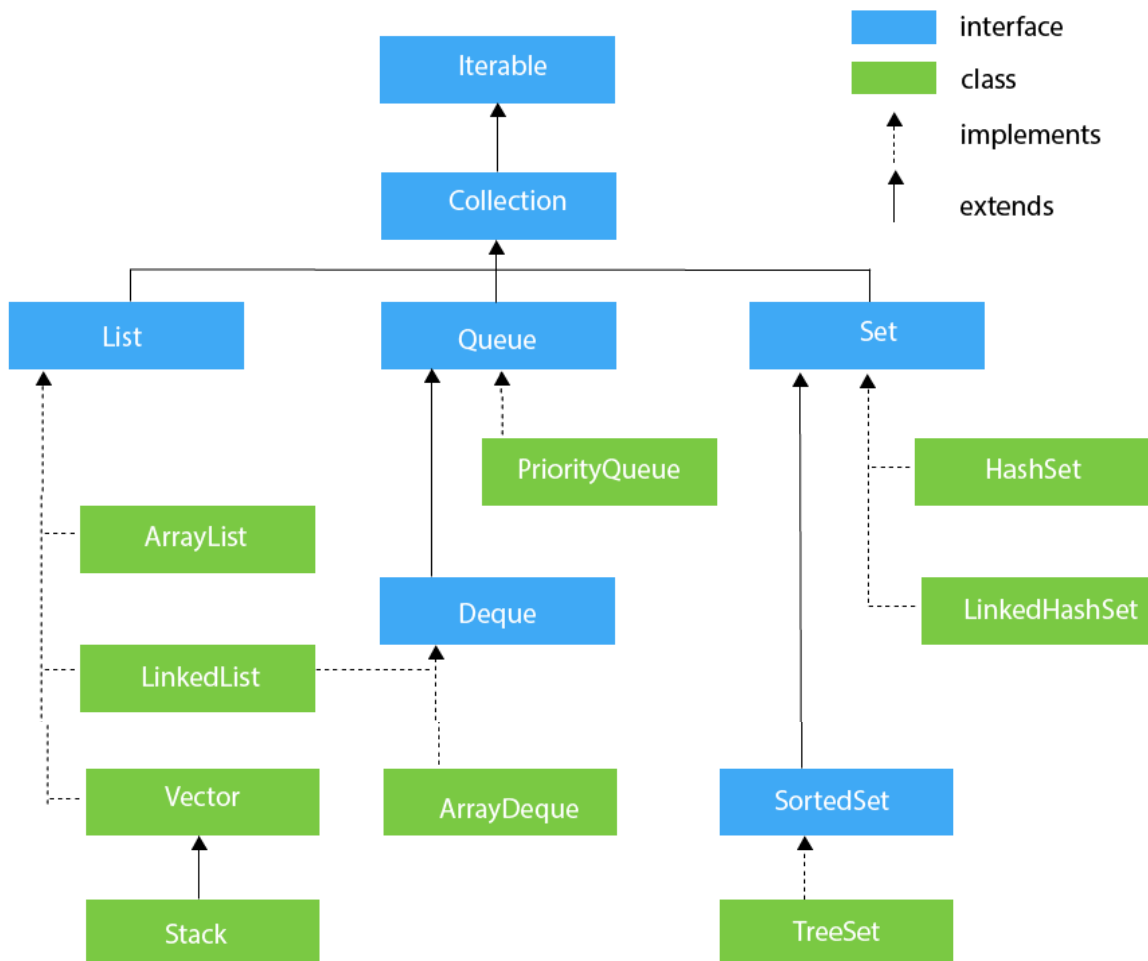 interface
Iterable
class
implements
Collection
extends
List
Queue
Set
PriorityQueue
HashSet
ArrayList
Deque
LinkedHashSet
LinkedList
Vector
ArrayDeque
SortedSet
Stack
TreeSet